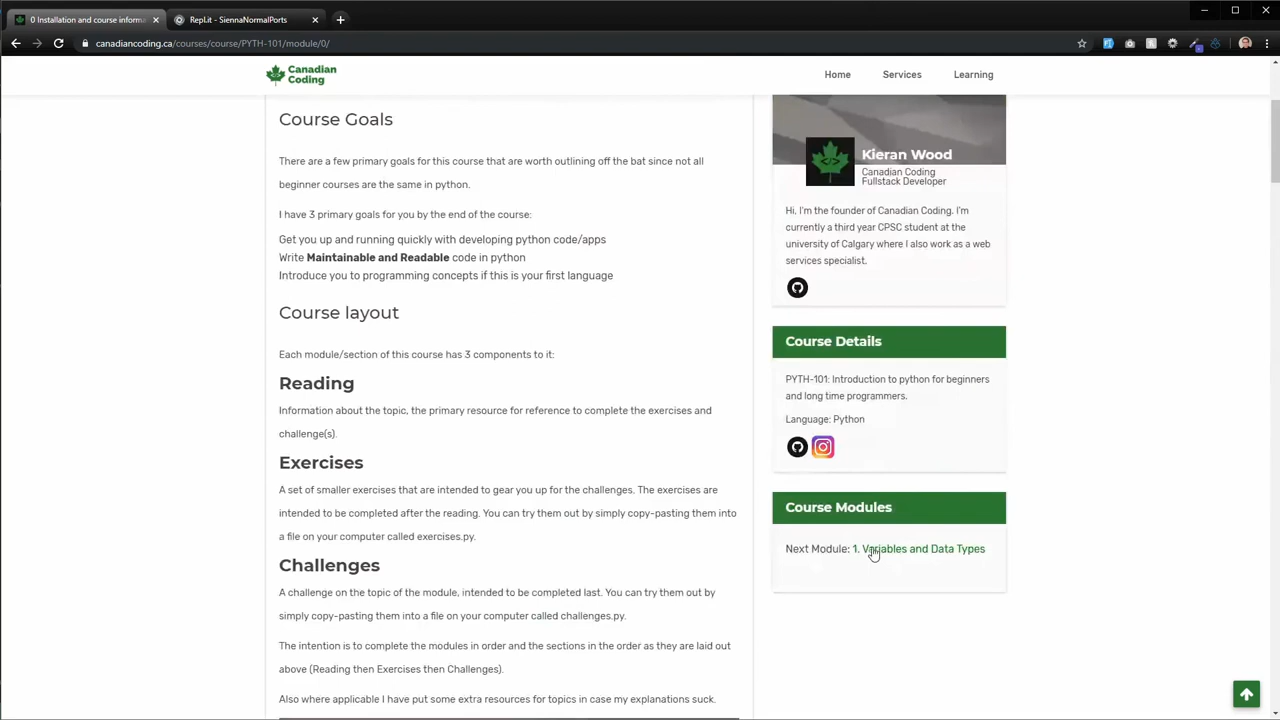 0 Installation and course informa
RepLit - SiennaNormalPorts
canadiancoding.ca/courses/course/PYTH-101/module/0/
Canadian
Coding
Home
Services
Learning
Course Goals
There are a few primary goals for this course that are worth outlining off the bat since not all
beginner courses are the same in python.
I have 3 primary goals for you by the end of the course:
Get you up and running quickly with developing python code/apps
Write Maintainable and Readable code in python
Introduce you to programming concepts if this is your first language
Course layout
Each module/section of this course has 3 components to it:
Reading
Information about the topic, the primary resource for reference to complete the exercises and
challenge(s).
Exercises
A set of smaller exercises that are intended to gear you up for the challenges. The exercises are
intended to be completed after the reading. You can try them out by simply copy-pasting them into
a file on your computer called exercises.py.
Challenges
A challenge on the topic of the module, intended to be completed last. You can try them out by
simply copy-pasting them into a file on your computer called challenges.py.
The intention is to complete the modules in order and the sections in the order as they are laid out
above (Reading then Exercises then Challenges).
Also where applicable I have put some extra resources for topics in case my explanations suck.
Kieran Wood
Canadian Coding
Fullstack Developer
Hi, I'm the founder of Canadian Coding. I'm
currently a third year CPSC student at the
university of Calgary where I also work as a web
services specialist.
Course Details
PYTH-101: Introduction to python for beginners
and long time programmers.
Language: Python
Course Modules
Next Module: 1. Variables and Data Types